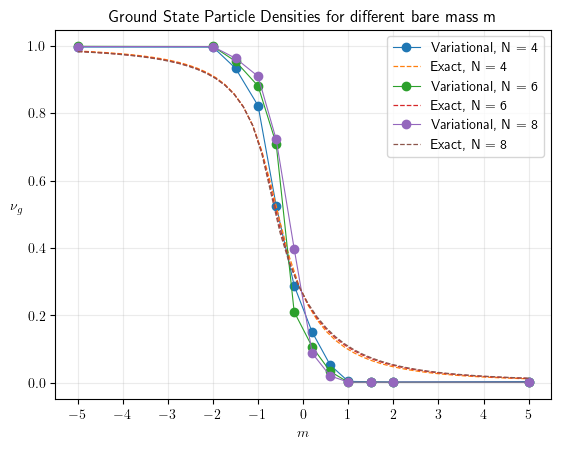 Ground State Particle Densities for different bare mass m
1.0
0.8
0.6
0.4
0.2
0.0
ν_g
Variational, N = 4
Exact, N = 4
Variational, N = 6
Exact, N = 6
Variational, N = 8
Exact, N = 8
−5 −4 −3 −2 −1 0 1 2 3 4 5
m